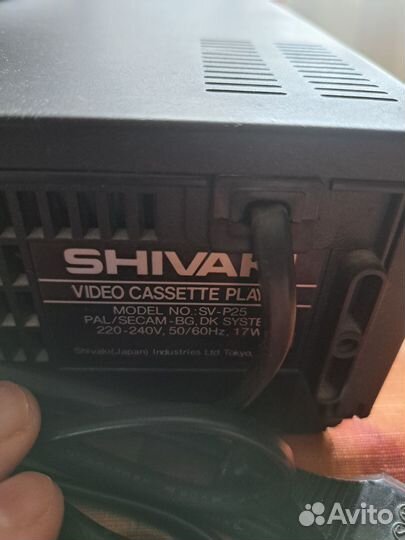 SHIVAKI
VIDEO CASSETTE PLAY
MODEL NO.: SV-P25
PAL/SECAM-BG, DK SYSTE
220-240V, 50/60Hz, 17W
Shivaki(Japan) Industries Ltd Tokyo,
Avito